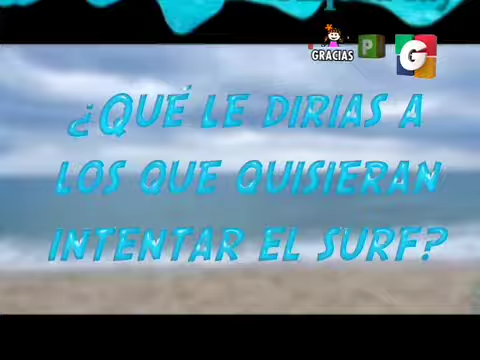 GRACIAS
P
G
¿QUÉ LE DIRIAS A
LOS QUE QUISIERAN
INTENTAR EL SURF?